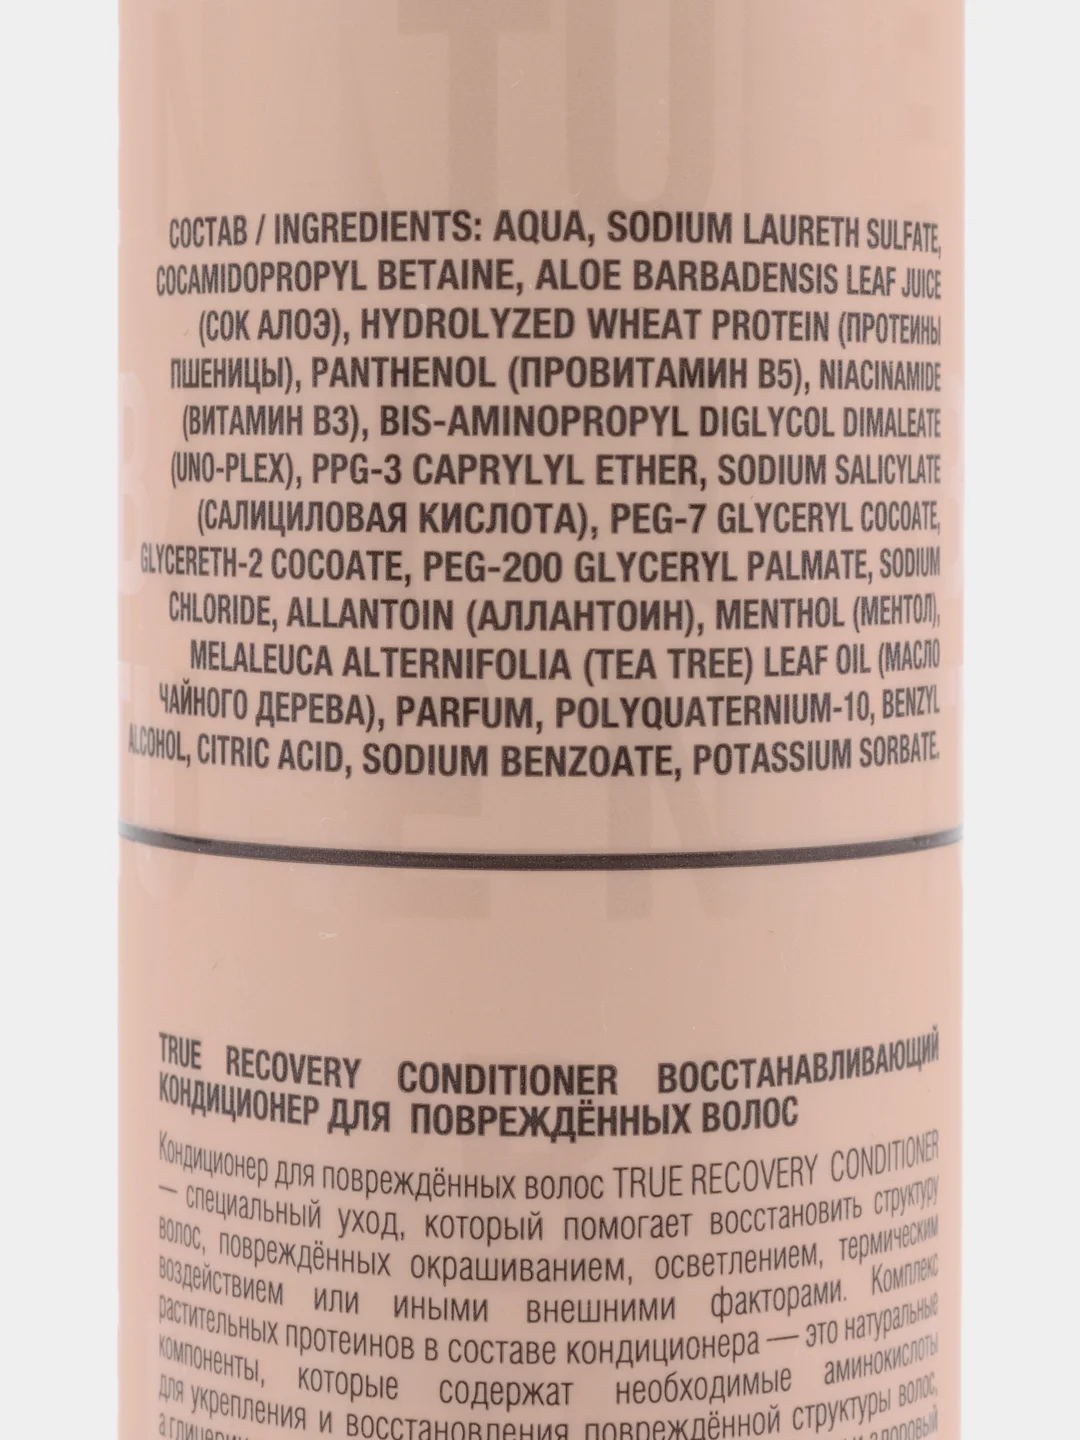 СОСТАВ / INGREDIENTS: AQUA, SODIUM LAURETH SULFATE,
COCAMIDOPROPYL BETAINE, ALOE BARBADENSIS LEAF JUICE
(СОК АЛОЭ), HYDROLYZED WHEAT PROTEIN (ПРОТЕИНЫ
ПШЕНИЦЫ), PANTHENOL (ПРОВИТАМИН B5), NIACINAMIDE
(ВИТАМИН B3), BIS-AMINOPROPYL DIGLYCOL DIMALEATE
(UNO-PLEX), PPG-3 CAPRYLYL ETHER, SODIUM SALICYLATE
(САЛИЦИЛОВАЯ КИСЛОТА), PEG-7 GLYCERYL COCOATE,
GLYCERETH-2 COCOATE, PEG-200 GLYCERYL PALMATE, SODIUM
CHLORIDE, ALLANTOIN (АЛЛАНТОИН), MENTHOL (МЕНТОЛ),
MELALEUCA ALTERNIFOLIA (TEA TREE) LEAF OIL (МАСЛО
ЧАЙНОГО ДЕРЕВА), PARFUM, POLYQUATERNIUM-10, BENZYL
ALCOHOL, CITRIC ACID, SODIUM BENZOATE, POTASSIUM SORBATE.
TRUE RECOVERY CONDITIONER ВОССТАНАВЛИВАЮЩИЙ
КОНДИЦИОНЕР ДЛЯ ПОВРЕЖДЁННЫХ ВОЛОС
Кондиционер для повреждённых волос TRUE RECOVERY CONDITIONER
— специальный уход, который помогает восстановить структуру
волос, повреждённых окрашиванием, осветлением, термическим
воздействием или иными внешними факторами. Комплекс
растительных протеинов в составе кондиционера — это натуральные
компоненты, которые содержат необходимые аминокислоты
для укрепления и восстановления повреждённой структуры волос,